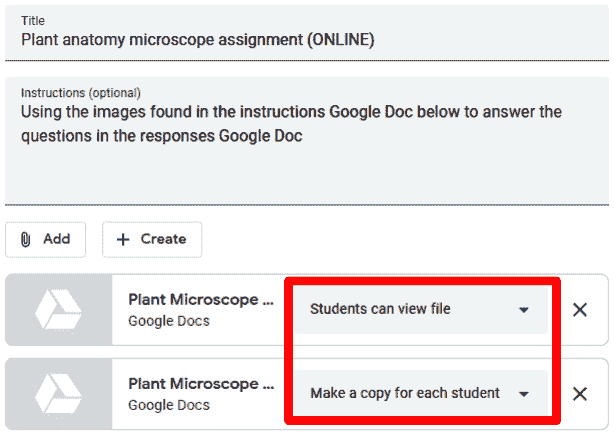 Title
Plant anatomy microscope assignment (ONLINE)
Instructions (optional)
Using the images found in the instructions Google Doc below to answer the
questions in the responses Google Doc
Add
Create
Plant Microscope ...
Google Docs
Students can view file
Plant Microscope ...
Google Docs
Make a copy for each student